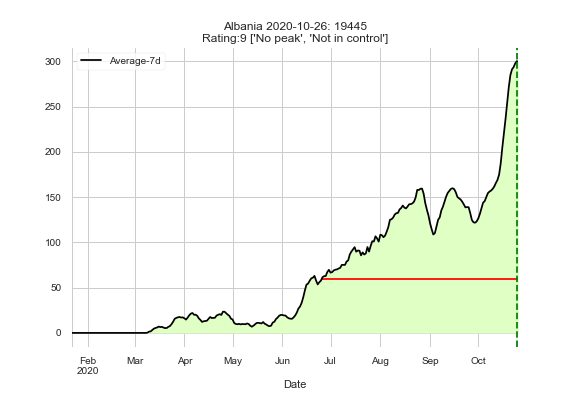 Albania 2020-10-26: 19445
Rating:9 ['No peak', 'Not in control']
Average-7d
300
250
200
150
100
50
0
Feb Mar Apr May Jun Jul Aug Sep Oct
2020
Date